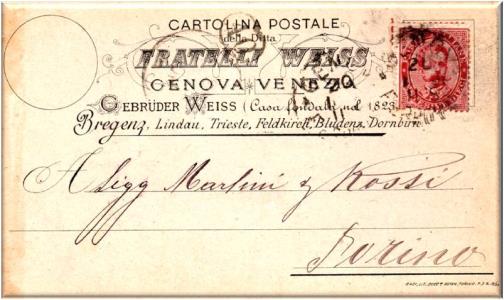 CARTOLINA POSTALE
della Ditta
FRATELLI WEISS
GENOVA VENEZIA
GEBRÜDER WEISS (Casa fondata nel 1823)
Bregenz, Lindau, Trieste, Feldkirch, Bludenz, Dornbirn.
A Sigg Martini & Rossi
Torino